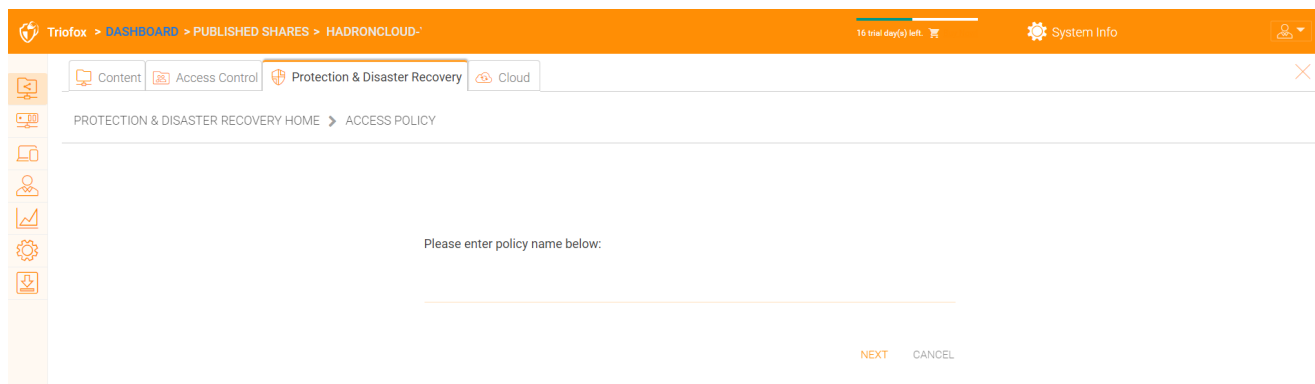 Triofox > DASHBOARD > PUBLISHED SHARES > HADRONCLOUD-'
16 trial day(s) left.
System Info
Content
Access Control
Protection & Disaster Recovery
Cloud
PROTECTION & DISASTER RECOVERY HOME > ACCESS POLICY
Please enter policy name below:
NEXT CANCEL